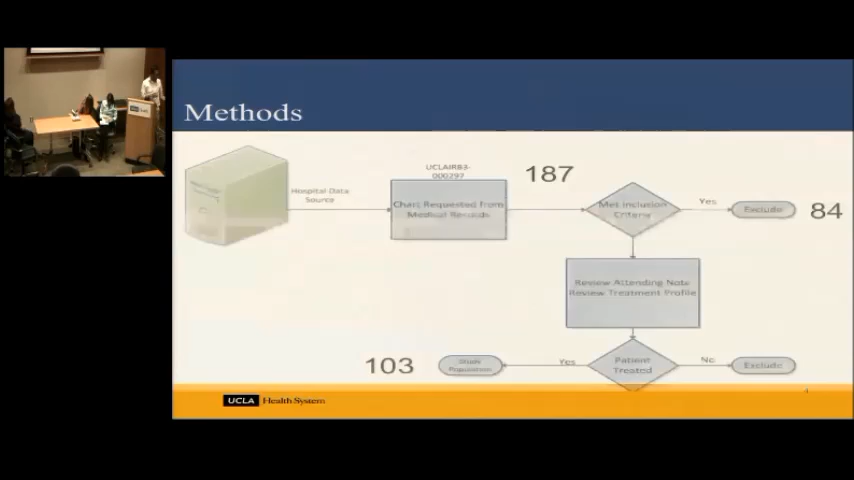 Methods
UCLAIRB3-
000297
187
Hospital Data
Source
Chart Requested from
Medical Records
Met Inclusion
Criteria
Yes
Exclude
84
Review Attending Note
Review Treatment Profile
103
Study
Population
Yes
Patient
Treated
No
Exclude
4
UCLA Health System